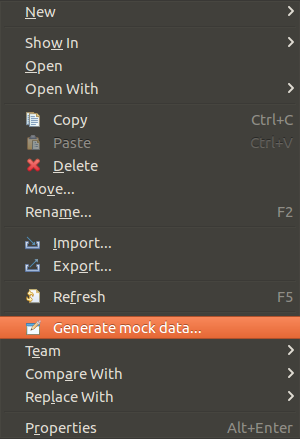 New
Show In
Open
Open With
Copy Ctrl+C
Paste Ctrl+V
Delete
Move...
Rename... F2
Import...
Export...
Refresh F5
Generate mock data...
Team
Compare With
Replace With
Properties Alt+Enter